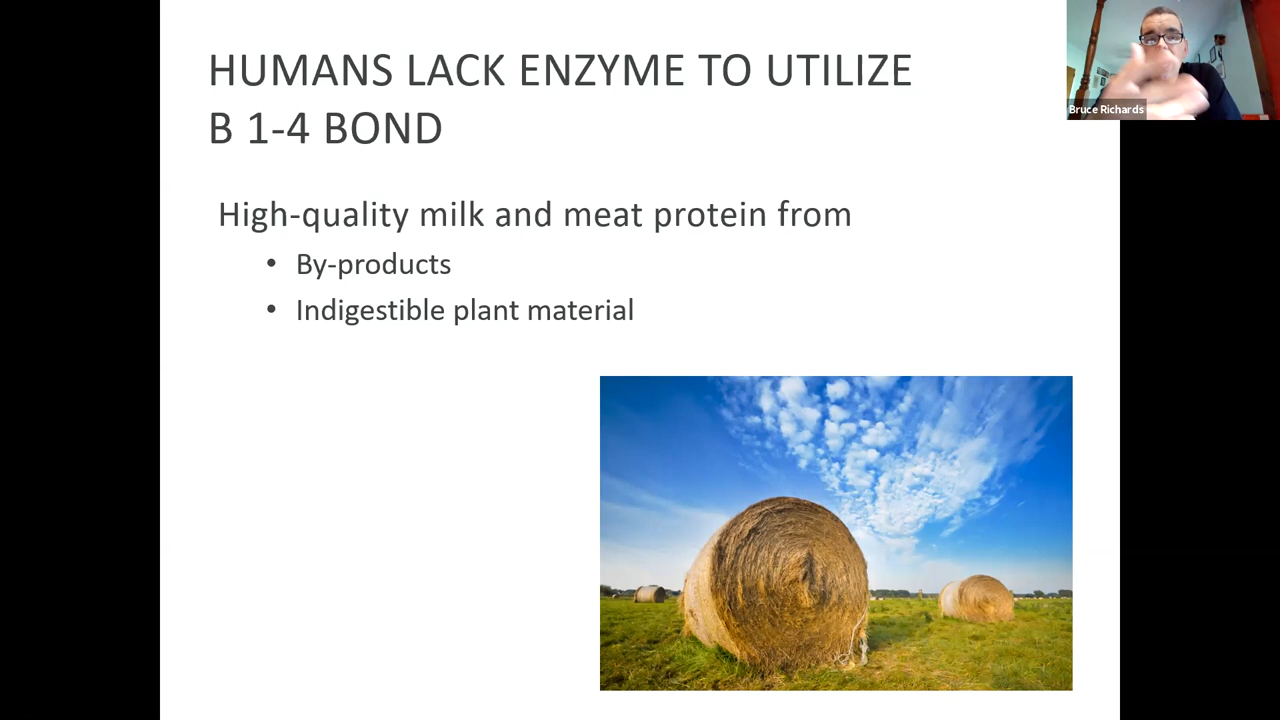 HUMANS LACK ENZYME TO UTILIZE
B 1-4 BOND
High-quality milk and meat protein from
• By-products
• Indigestible plant material
Bruce Richards